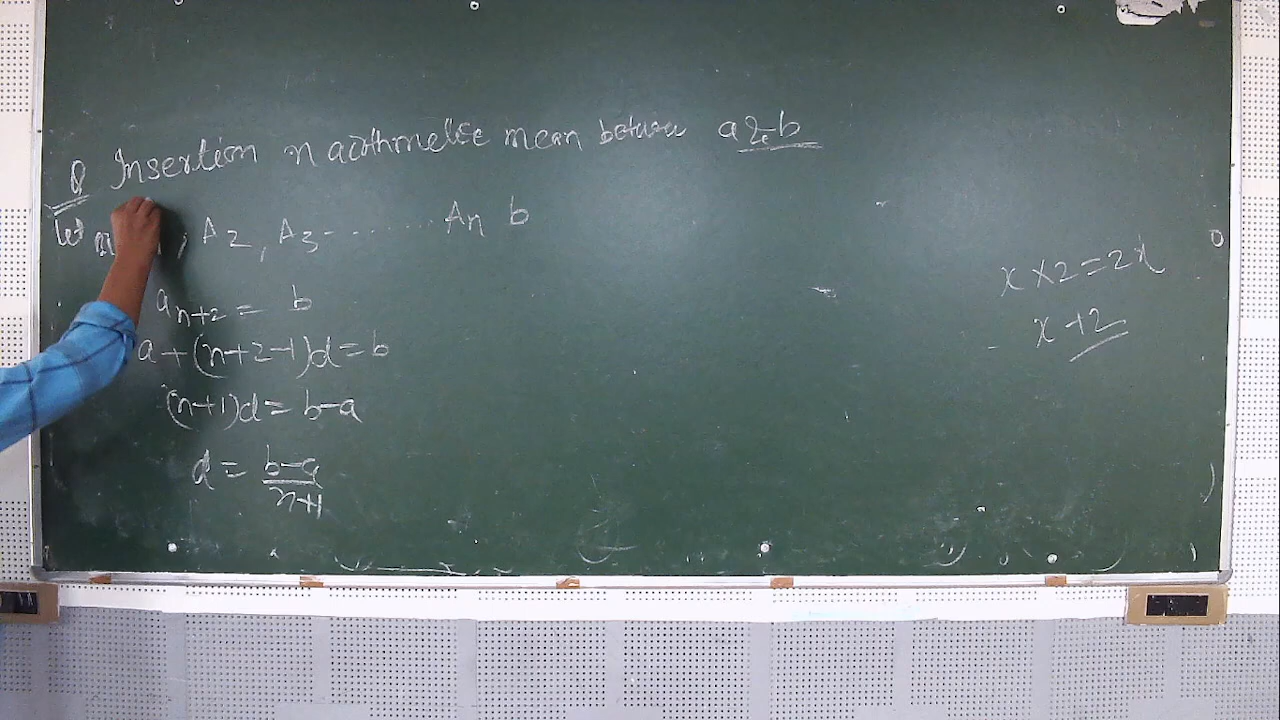 Q Insertion n arithmetic mean between a & b
let a , A2, A3 - ....... An b
an+2 = b
a+(n+2-1)d=b
(n+1)d= b-a
d = b-a/n+1
x×2=2x
x+2